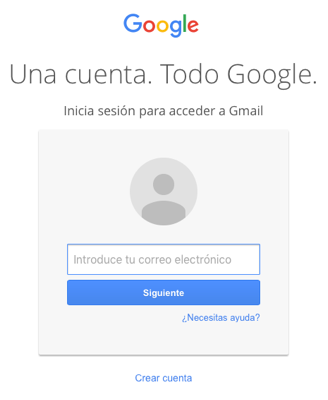 Google
Una cuenta. Todo Google.
Inicia sesión para acceder a Gmail
Introduce tu correo electrónico
Siguiente
¿Necesitas ayuda?
Crear cuenta